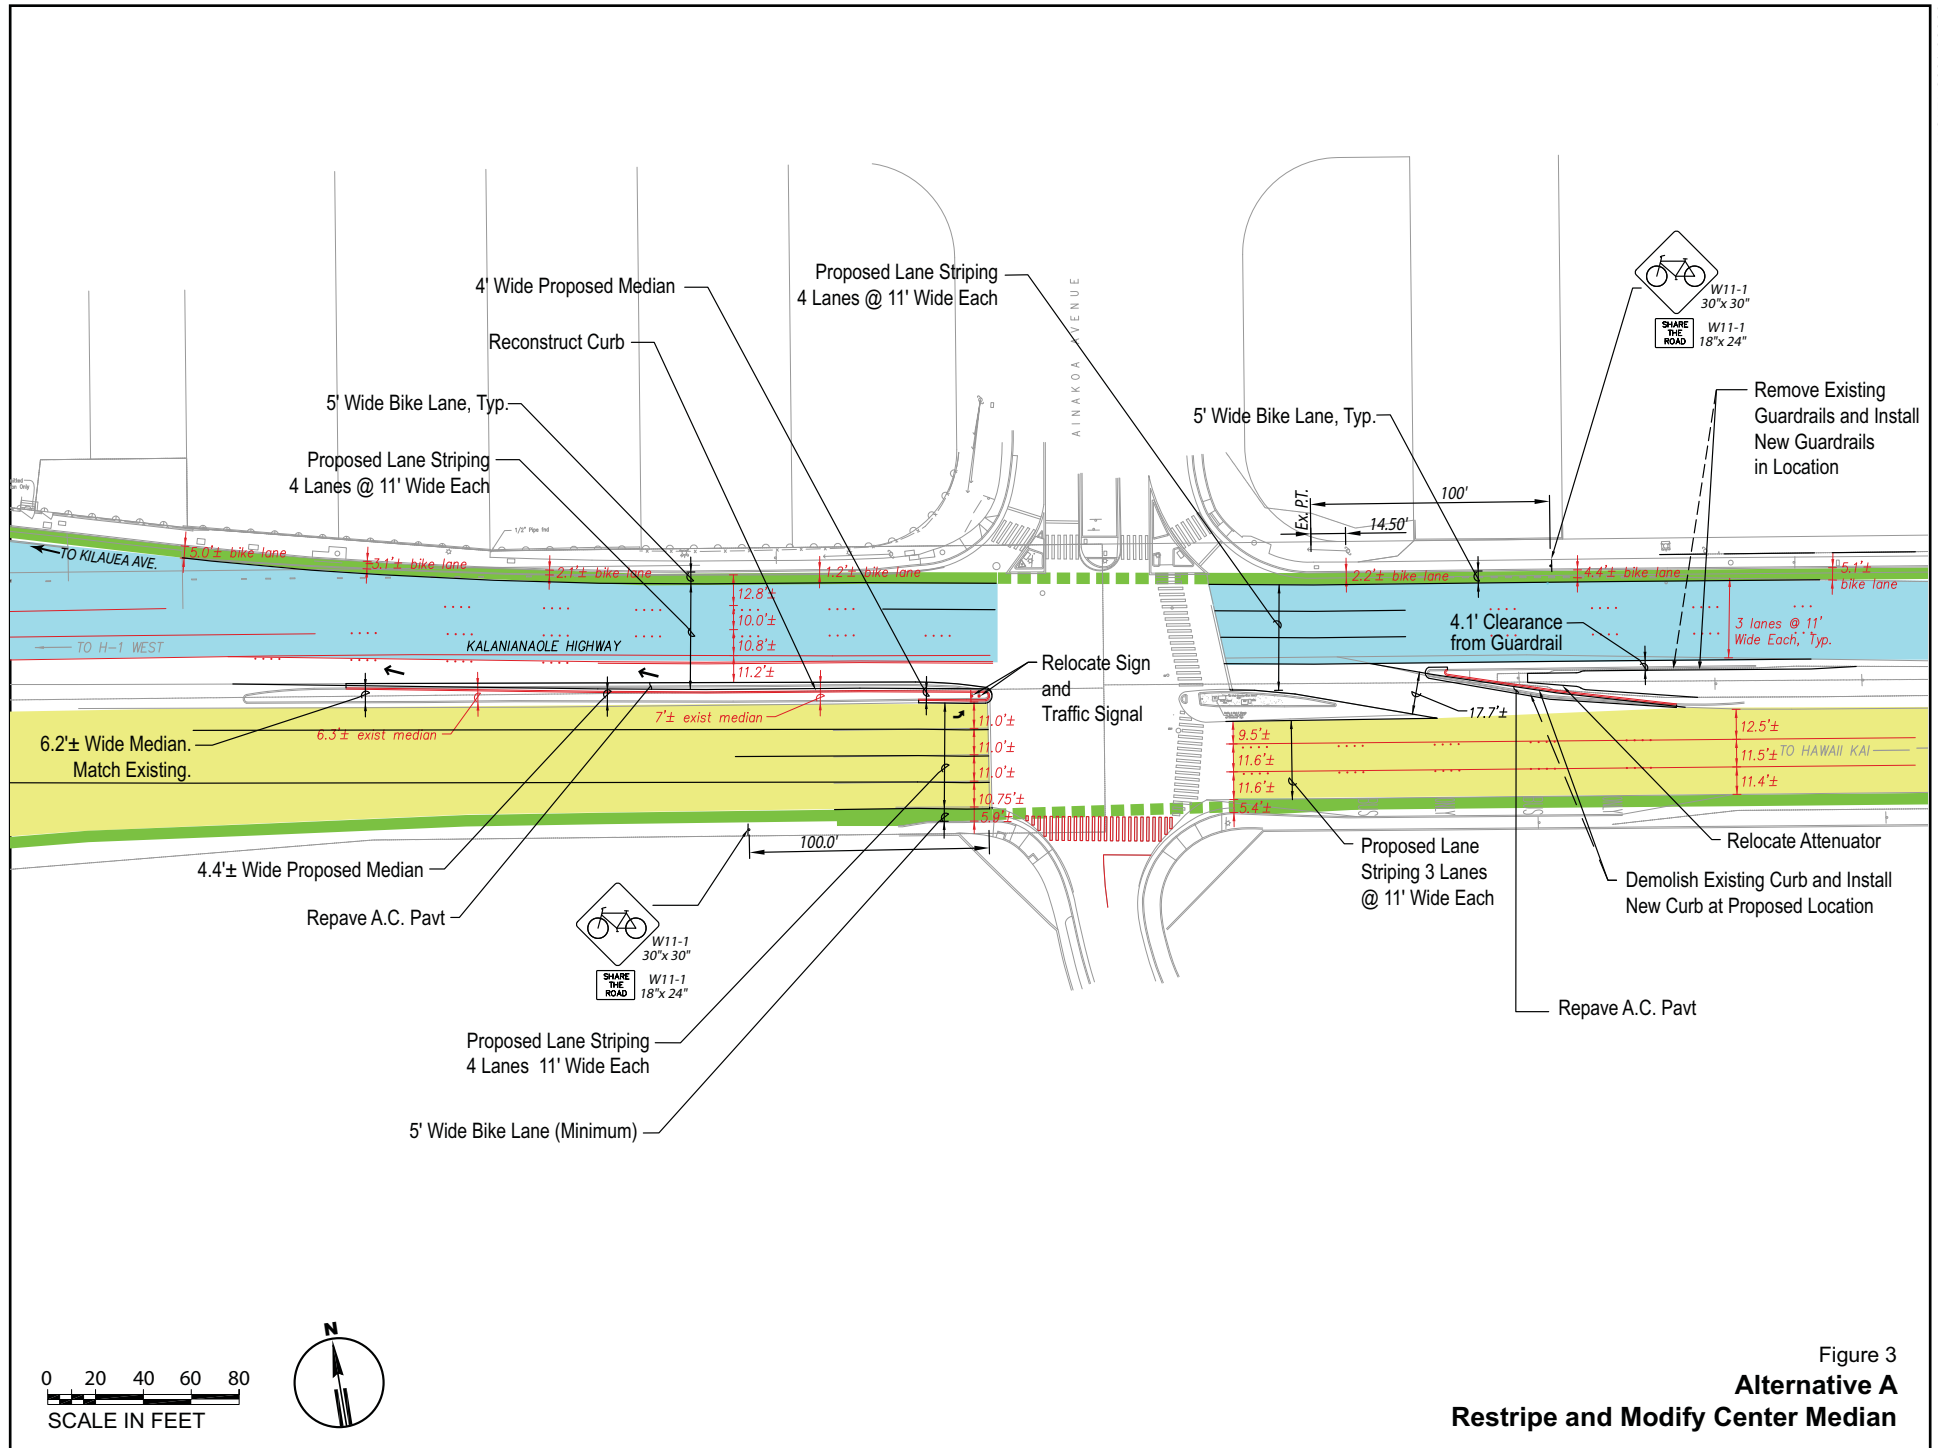 4' Wide Proposed Median
Reconstruct Curb
5' Wide Bike Lane, Typ.
Proposed Lane Striping
4 Lanes @ 11' Wide Each
Proposed Lane Striping
4 Lanes @ 11' Wide Each
AINAKOA AVENUE
5' Wide Bike Lane, Typ.
W11-1
30"x 30"
SHARE
THE
ROAD
W11-1
18"x 24"
Remove Existing
Guardrails and Install
New Guardrails
in Location
Ex. P.T.
100'
14.50'
1/2" Pipe fnd
TO KILAUEA AVE.
5.0'± bike lane
3.1'± bike lane
2.1'± bike lane
1.2'± bike lane
2.2'± bike lane
4.4'± bike lane
5.1'±
bike lane
12.8'±
10.0'±
10.8'±
11.2'±
TO H-1 WEST
KALANIANAOLE HIGHWAY
4.1' Clearance
from Guardrail
3 lanes @ 11'
Wide Each, Typ.
Relocate Sign
and
Traffic Signal
6.3'± exist median
7'± exist median
6.2'± Wide Median.
Match Existing.
11.0'±
11.0'±
11.0'±
10.75'±
5.9'±
17.7'±
9.5'±
11.6'±
11.6'±
5.4'±
12.5'±
11.5'±
11.4'±
TO HAWAII KAI
100.0'
4.4'± Wide Proposed Median
Repave A.C. Pavt
W11-1
30"x 30"
SHARE
THE
ROAD
W11-1
18"x 24"
Proposed Lane
Striping 3 Lanes
@ 11' Wide Each
Relocate Attenuator
Demolish Existing Curb and Install
New Curb at Proposed Location
Repave A.C. Pavt
Proposed Lane Striping
4 Lanes 11' Wide Each
5' Wide Bike Lane (Minimum)
N
0 20 40 60 80
SCALE IN FEET
Figure 3
Alternative A
Restripe and Modify Center Median